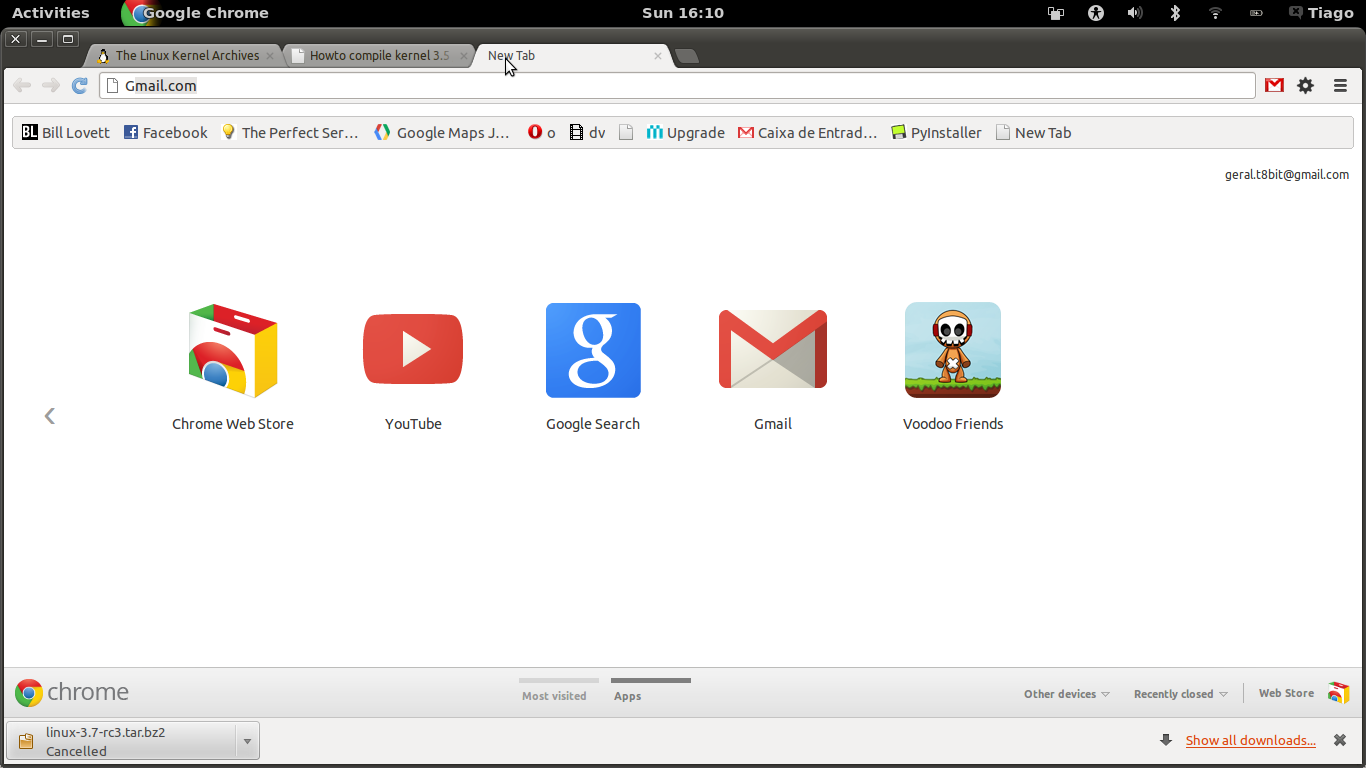 Activities Google Chrome Sun 16:10 Tiago
The Linux Kernel Archives Howto compile kernel 3.5 New Tab
Gmail.com
BL Bill Lovett Facebook The Perfect Ser... Google Maps J... o dv Upgrade Caixa de Entrad... PyInstaller New Tab
geral.t8bit@gmail.com
g
Chrome Web Store YouTube Google Search Gmail Voodoo Friends
chrome Most visited Apps Other devices Recently closed Web Store
linux-3.7-rc3.tar.bz2
Cancelled
Show all downloads...